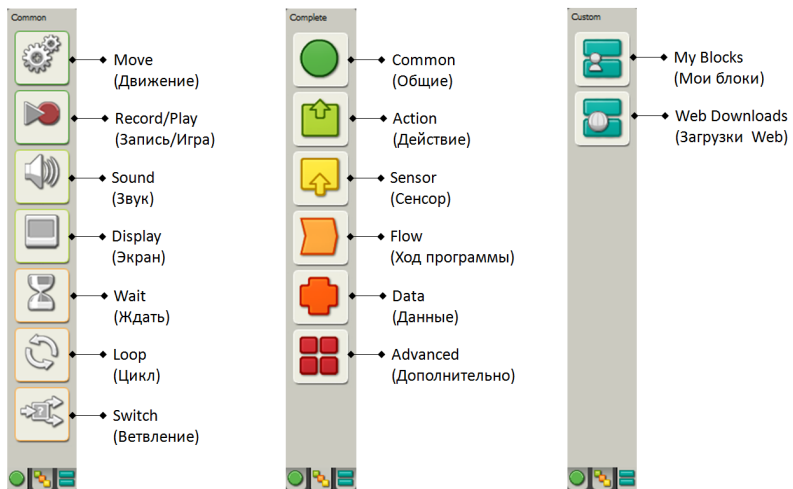 Common
Move
(Движение)
Record/Play
(Запись/Игра)
Sound
(Звук)
Display
(Экран)
Wait
(Ждать)
Loop
(Цикл)
Switch
(Ветвление)
Complete
Common
(Общие)
Action
(Действие)
Sensor
(Сенсор)
Flow
(Ход программы)
Data
(Данные)
Advanced
(Дополнительно)
Custom
My Blocks
(Мои блоки)
Web Downloads
(Загрузки Web)